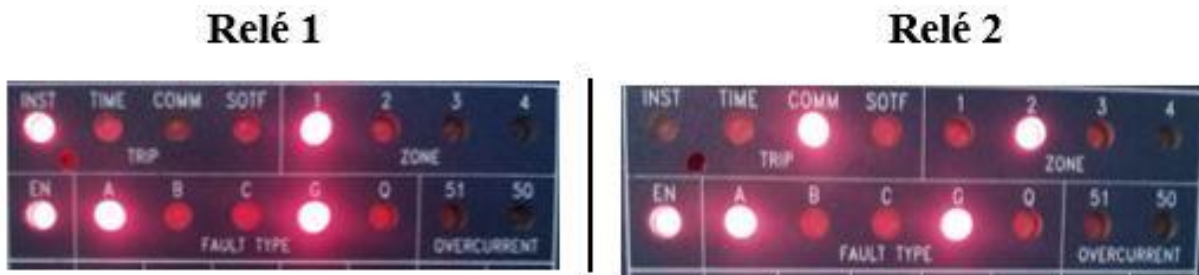 Relé 1
Relé 2
INST TIME COMM SOTF 1 2 3 4
TRIP ZONE
EN A B C G Q 51 50
FAULT TYPE OVERCURRENT
INST TIME COMM SOTF 1 2 3 4
TRIP ZONE
EN A B C G Q 51 50
FAULT TYPE OVERCURRENT